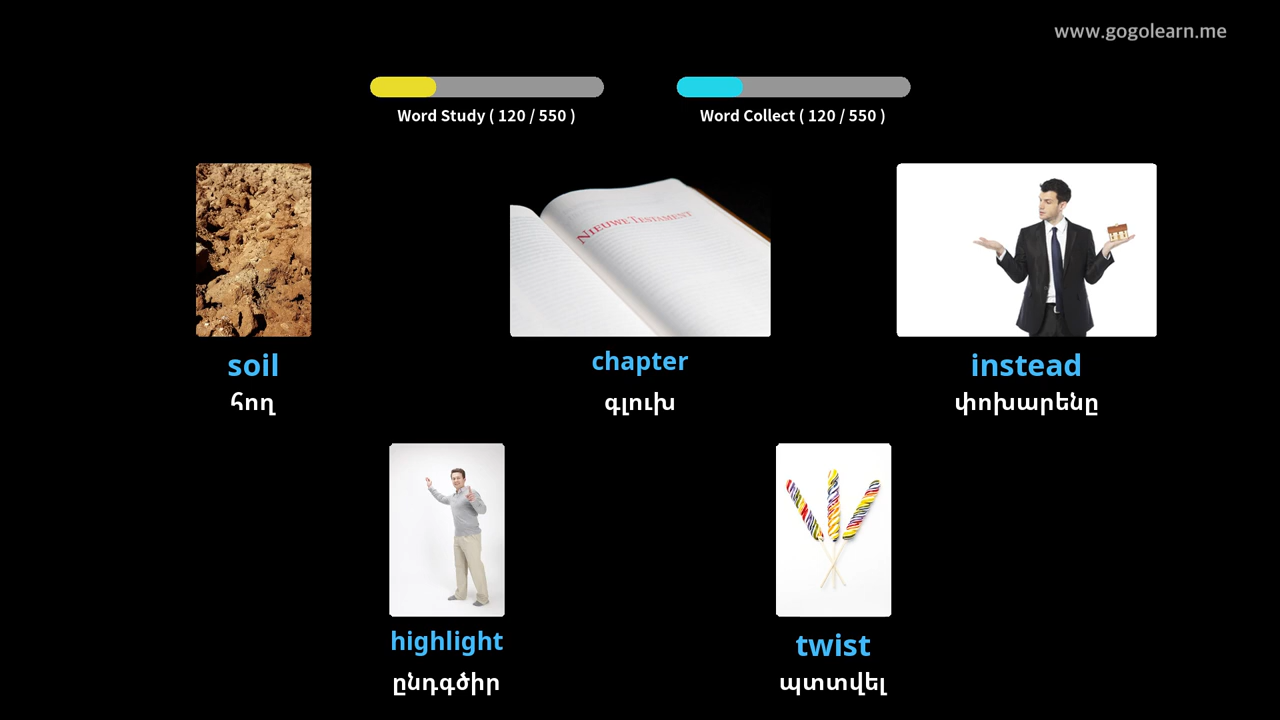 www.gogolearn.me
Word Study ( 120 / 550 )
Word Collect ( 120 / 550 )
NIEUWE TESTAMENT
soil
հող
chapter
գլուխ
instead
փոխարենը
highlight
ընդգծիր
twist
պտտվել